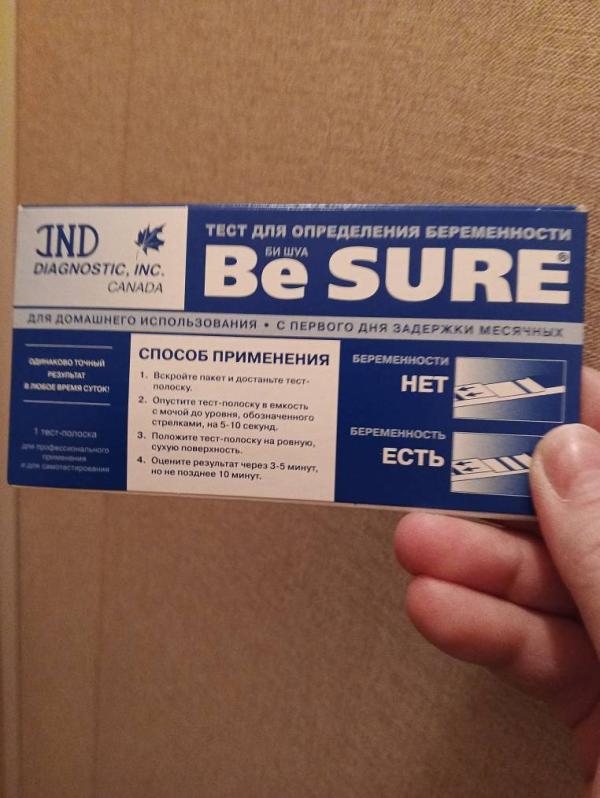 IND
DIAGNOSTIC, INC.
CANADA
ТЕСТ ДЛЯ ОПРЕДЕЛЕНИЯ БЕРЕМЕННОСТИ
БИ ШУА
Be SURE®
ДЛЯ ДОМАШНЕГО ИСПОЛЬЗОВАНИЯ • С ПЕРВОГО ДНЯ ЗАДЕРЖКИ МЕСЯЧНЫХ
ОДИНАКОВО ТОЧНЫЙ
РЕЗУЛЬТАТ
В ЛЮБОЕ ВРЕМЯ СУТОК!
1 тест-полоска
для профессионального
применения
и для самотестирования
СПОСОБ ПРИМЕНЕНИЯ
1. Вскройте пакет и достаньте тест-
полоску.
2. Опустите тест-полоску в емкость
с мочой до уровня, обозначенного
стрелками, на 5-10 секунд.
3. Положите тест-полоску на ровную,
сухую поверхность.
4. Оцените результат через 3-5 минут,
но не позднее 10 минут.
БЕРЕМЕННОСТИ
НЕТ
БЕРЕМЕННОСТЬ
ЕСТЬ